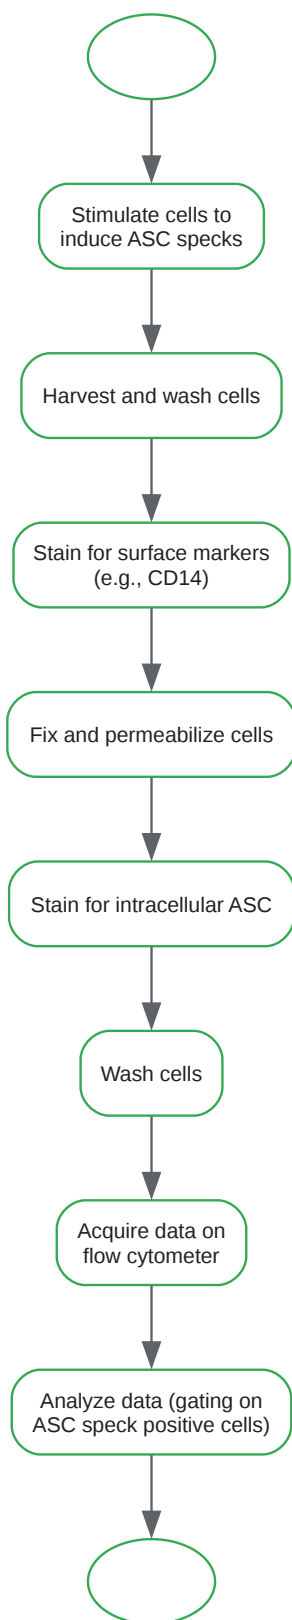 Stimulate cells to
induce ASC specks
Harvest and wash cells
Stain for surface markers
(e.g., CD14)
Fix and permeabilize cells
Stain for intracellular ASC
Wash cells
Acquire data on
flow cytometer
Analyze data (gating on
ASC speck positive cells)